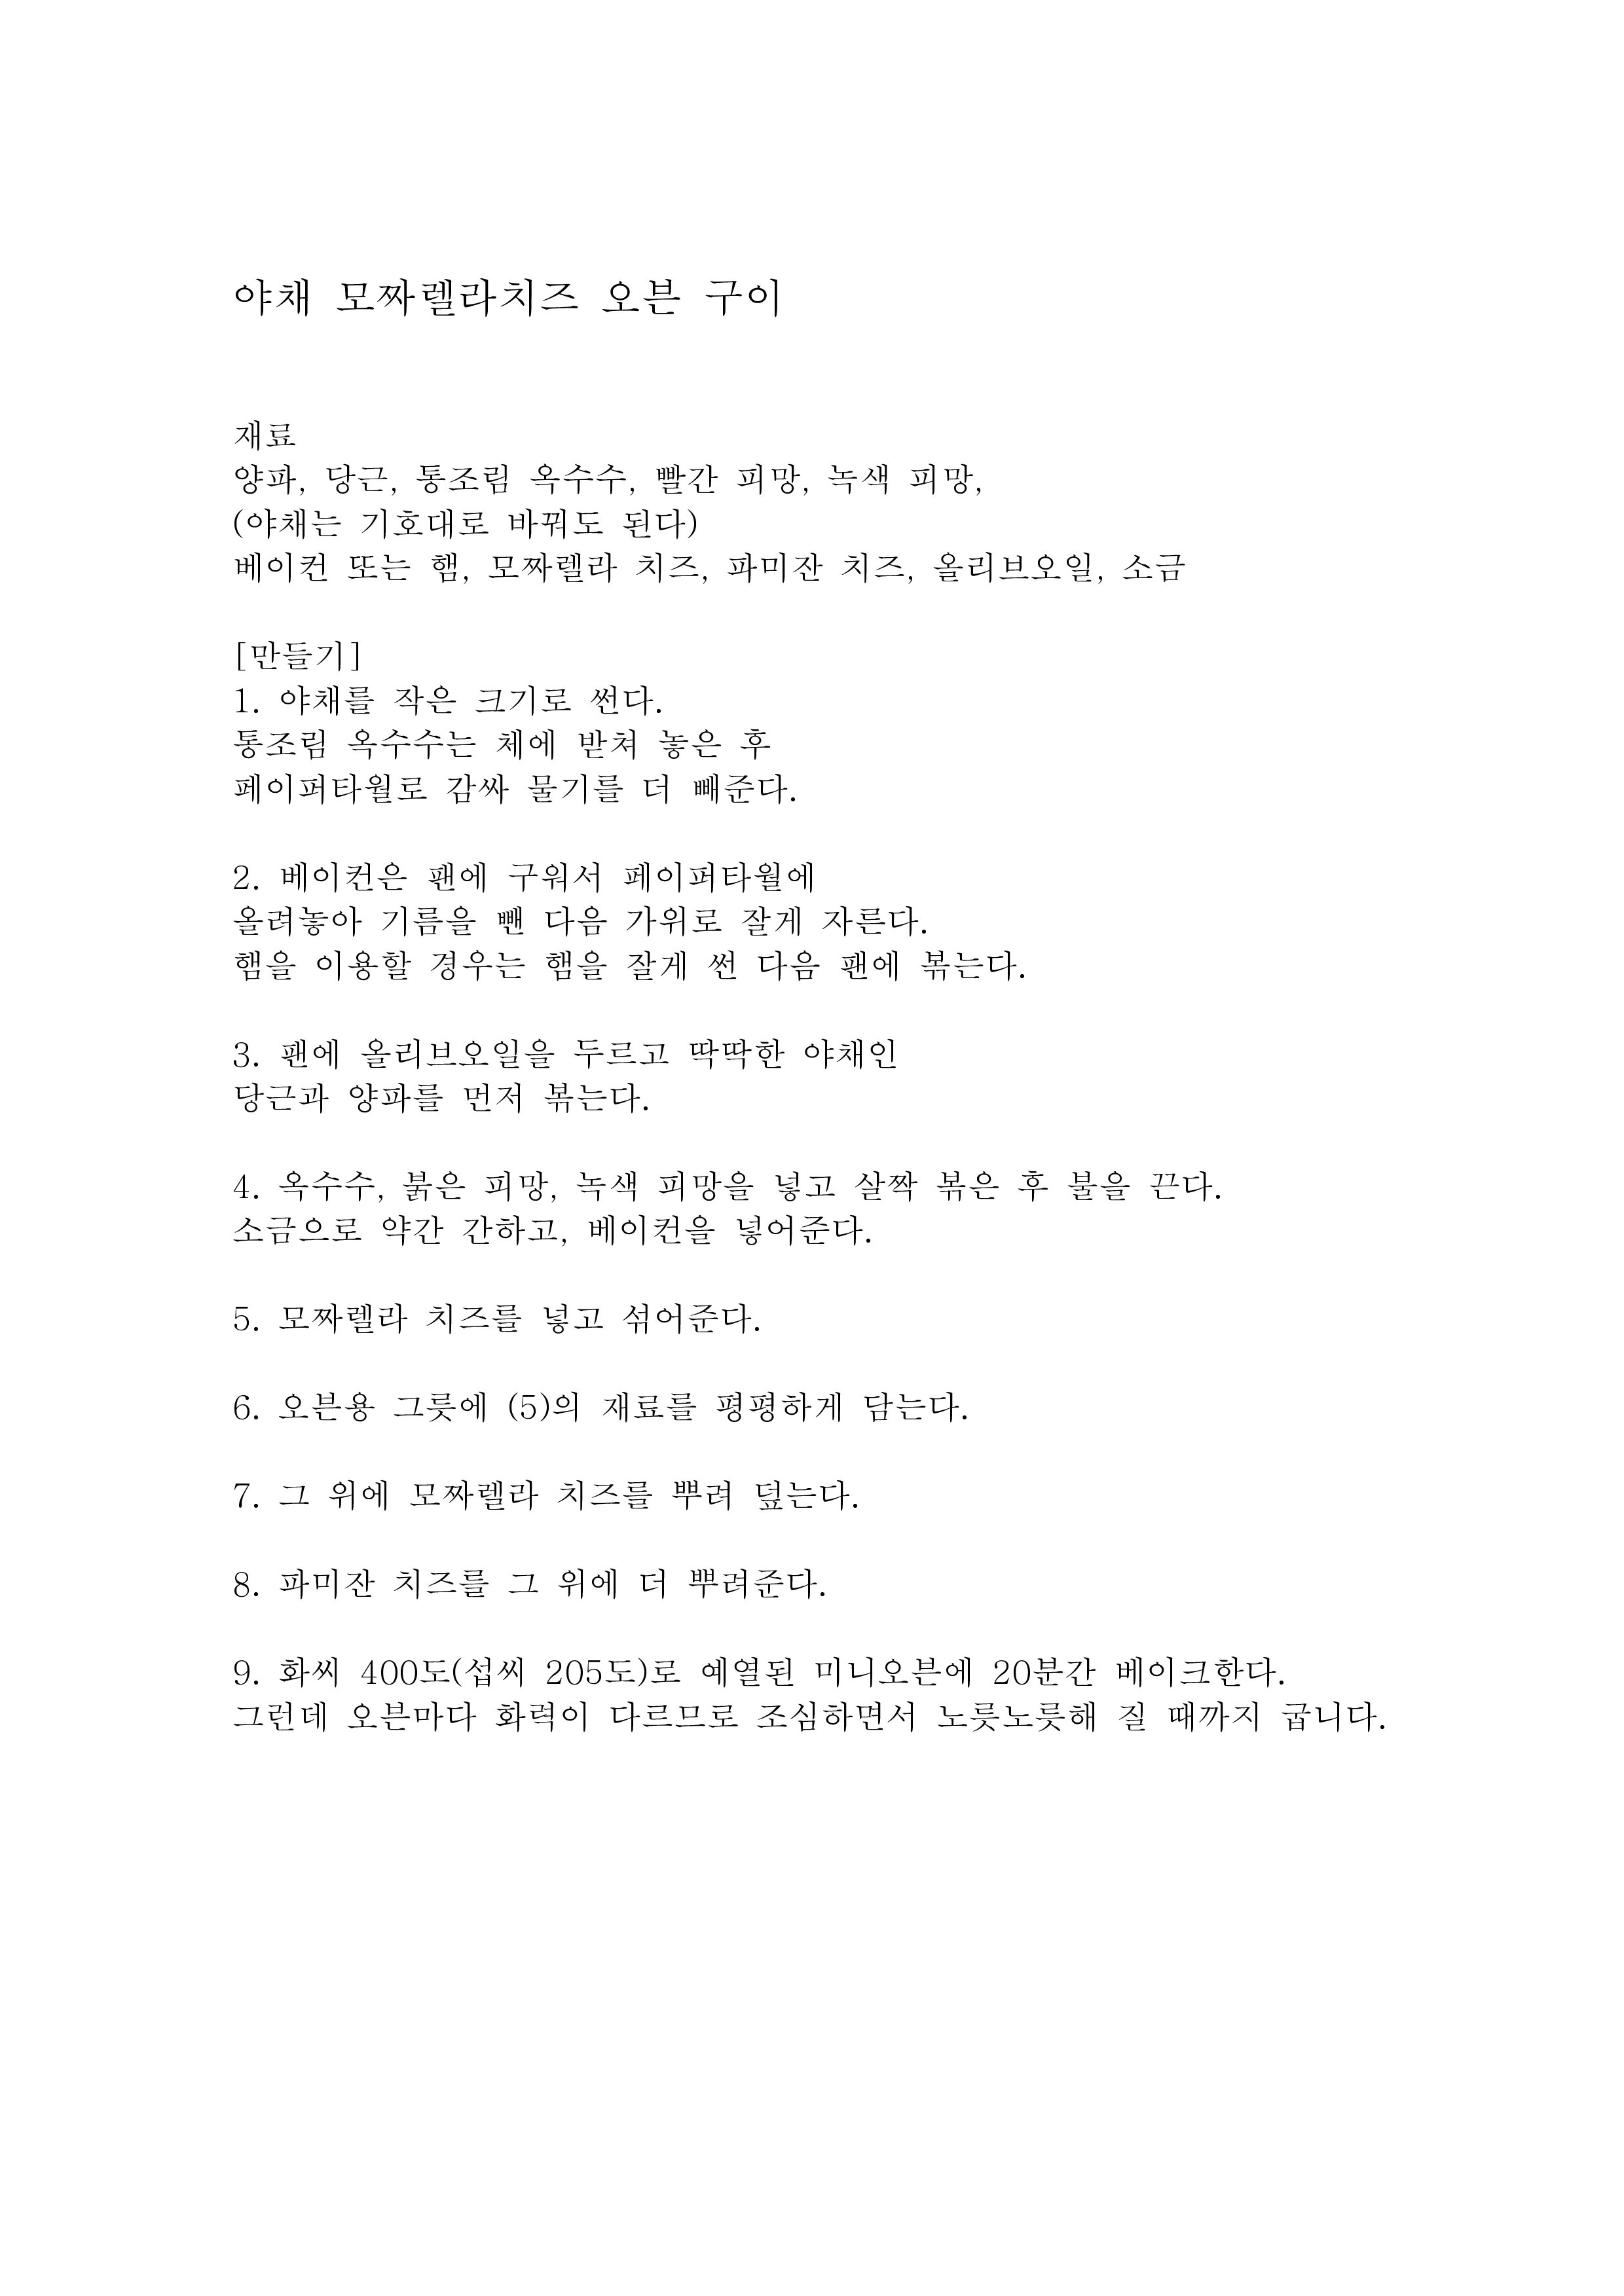 야채 모짜렐라치즈 오븐 구이
재료
양파, 당근, 통조림 옥수수, 빨간 피망, 녹색 피망,
(야채는 기호대로 바꿔도 된다)
베이컨 또는 햄, 모짜렐라 치즈, 파미잔 치즈, 올리브오일, 소금
[만들기]
1. 야채를 작은 크기로 썬다.
통조림 옥수수는 체에 받쳐 놓은 후
페이퍼타월로 감싸 물기를 더 빼준다.
2. 베이컨은 팬에 구워서 페이퍼타월에
올려놓아 기름을 뺀 다음 가위로 잘게 자른다.
햄을 이용할 경우는 햄을 잘게 썬 다음 팬에 볶는다.
3. 팬에 올리브오일을 두르고 딱딱한 야채인
당근과 양파를 먼저 볶는다.
4. 옥수수, 붉은 피망, 녹색 피망을 넣고 살짝 볶은 후 불을 끈다.
소금으로 약간 간하고, 베이컨을 넣어준다.
5. 모짜렐라 치즈를 넣고 섞어준다.
6. 오븐용 그릇에 (5)의 재료를 평평하게 담는다.
7. 그 위에 모짜렐라 치즈를 뿌려 덮는다.
8. 파미잔 치즈를 그 위에 더 뿌려준다.
9. 화씨 400도(섭씨 205도)로 예열된 미니오븐에 20분간 베이크한다.
그런데 오븐마다 화력이 다르므로 조심하면서 노릇노릇해 질 때까지 굽니다.